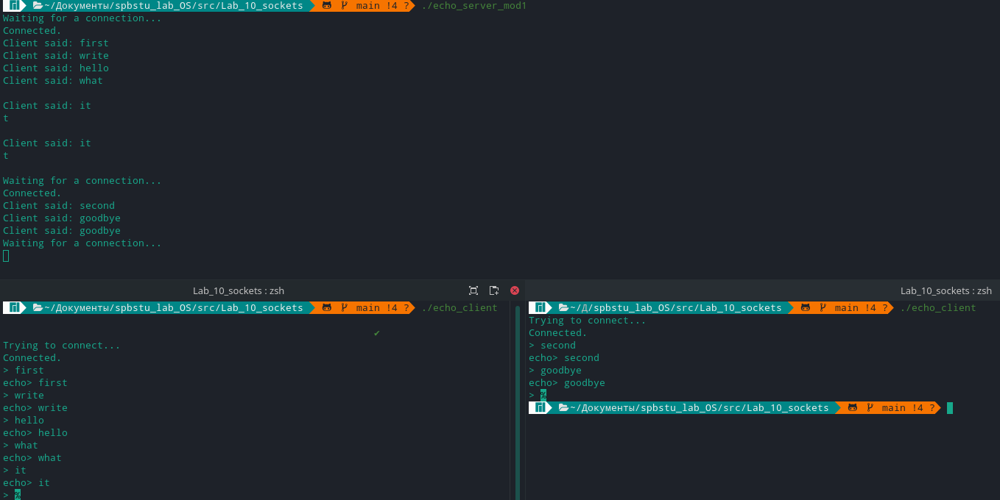 ~/Документы/spbstu_lab_OS/src/Lab_10_sockets main !4 ? ./echo_server_mod1
Waiting for a connection...
Connected.
Client said: first
Client said: write
Client said: hello
Client said: what
Client said: it
t
Client said: it
t
Waiting for a connection...
Connected.
Client said: second
Client said: goodbye
Client said: goodbye
Waiting for a connection...
Lab_10_sockets : zsh
~/Документы/spbstu_lab_OS/src/Lab_10_sockets main !4 ? ./echo_client
✔
Trying to connect...
Connected.
> first
echo> first
> write
echo> write
> hello
echo> hello
> what
echo> what
> it
echo> it
> %
Lab_10_sockets : zsh
~/Д/spbstu_lab_OS/src/Lab_10_sockets main !4 ? ./echo_client
Trying to connect...
Connected.
> second
echo> second
> goodbye
echo> goodbye
> %
~/Документы/spbstu_lab_OS/src/Lab_10_sockets main !4 ?